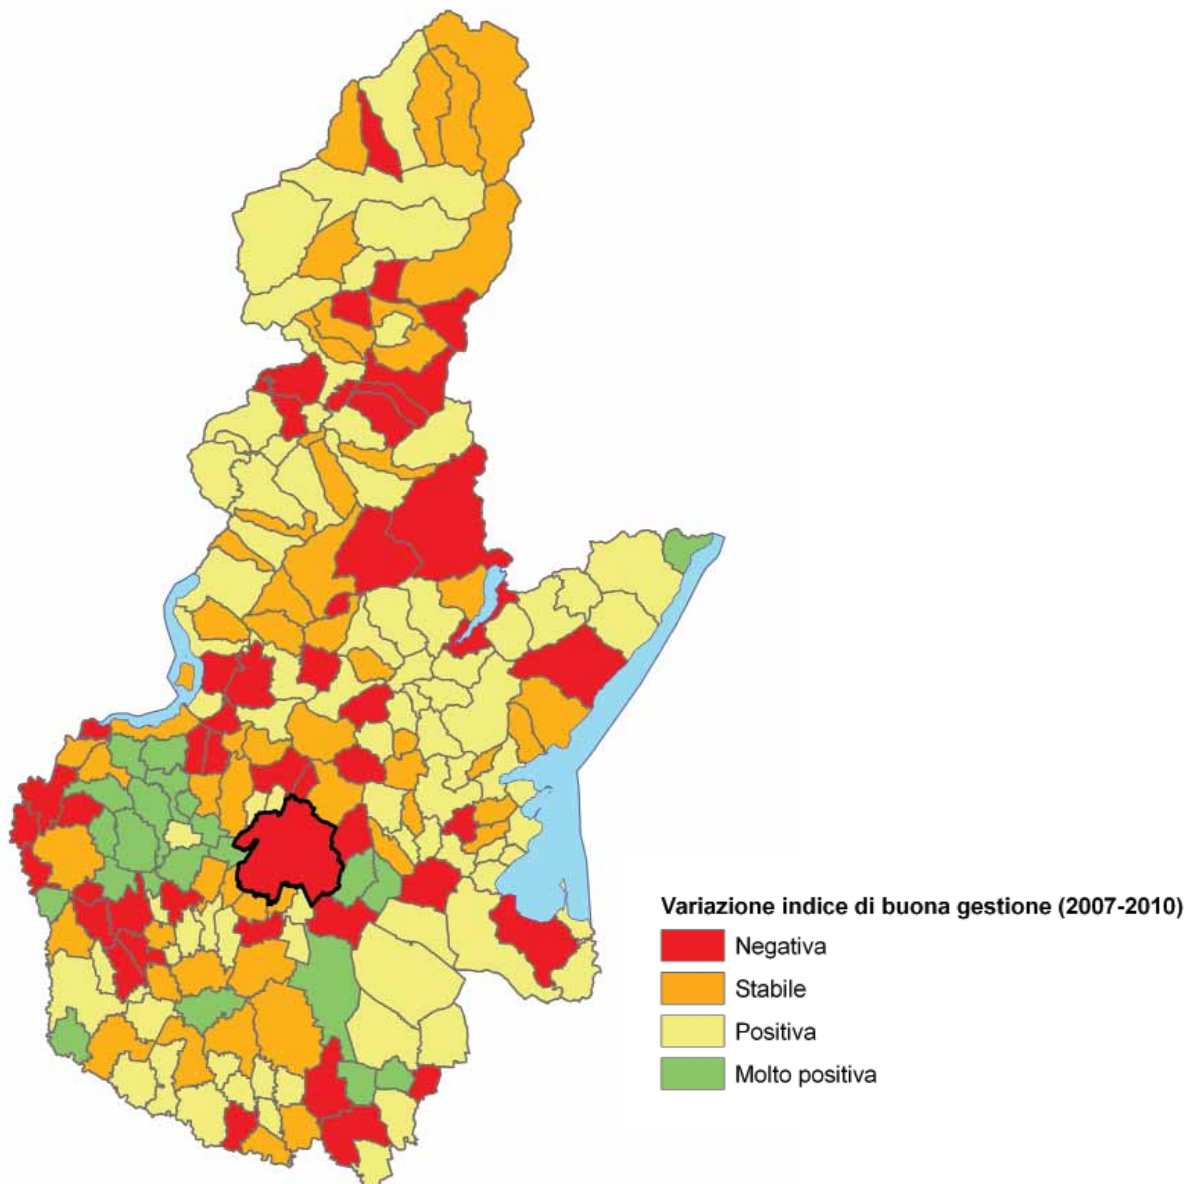 Variazione indice di buona gestione (2007-2010)
Negativa
Stabile
Positiva
Molto positiva